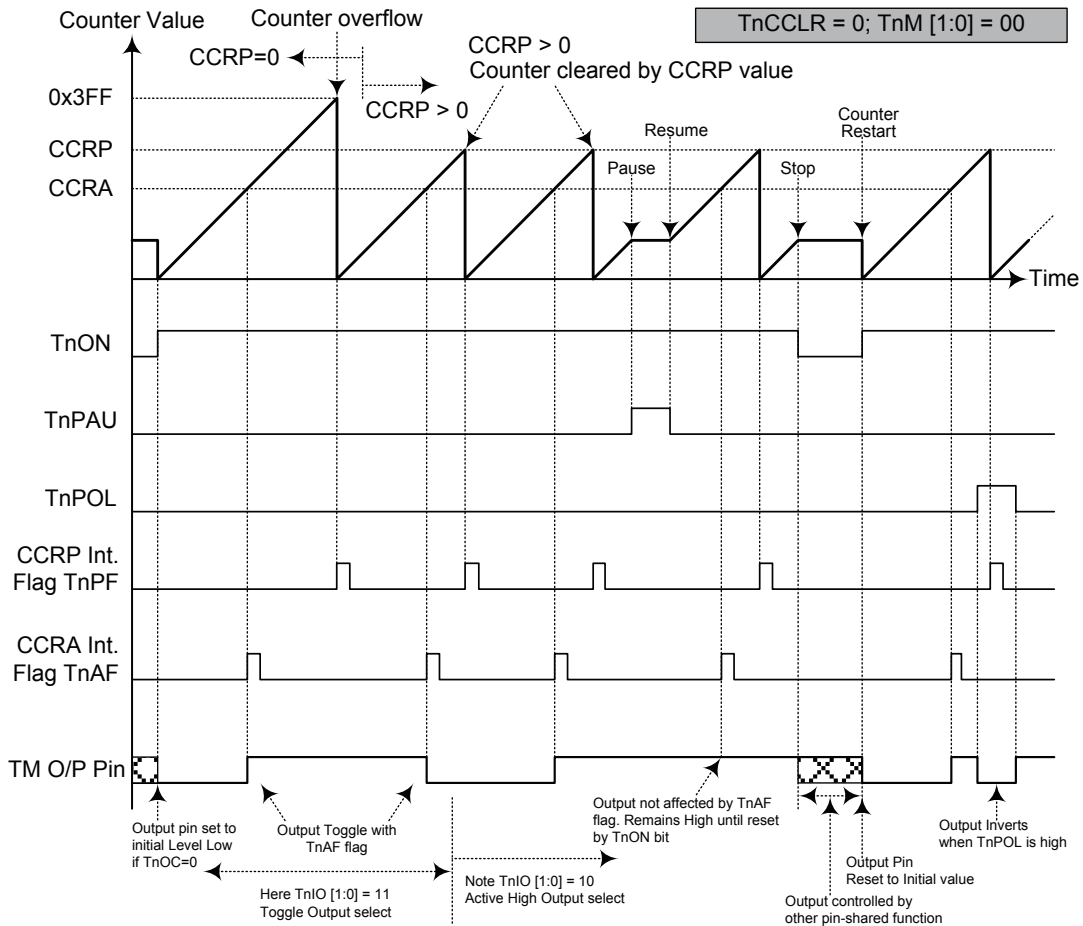 Counter Value
Counter overflow
TnCCLR = 0; TnM [1:0] = 00
CCRP=0
CCRP > 0
CCRP > 0
Counter cleared by CCRP value
0x3FF
CCRP
CCRA
Pause
Resume
Stop
Counter
Restart
Time
TnON
TnPAU
TnPOL
CCRP Int.
Flag TnPF
CCRA Int.
Flag TnAF
TM O/P Pin
Output pin set to
initial Level Low
if TnOC=0
Output Toggle with
TnAF flag
Here TnIO [1:0] = 11
Toggle Output select
Note TnIO [1:0] = 10
Active High Output select
Output not affected by TnAF
flag. Remains High until reset
by TnON bit
Output controlled by
other pin-shared function
Output Pin
Reset to Initial value
Output Inverts
when TnPOL is high